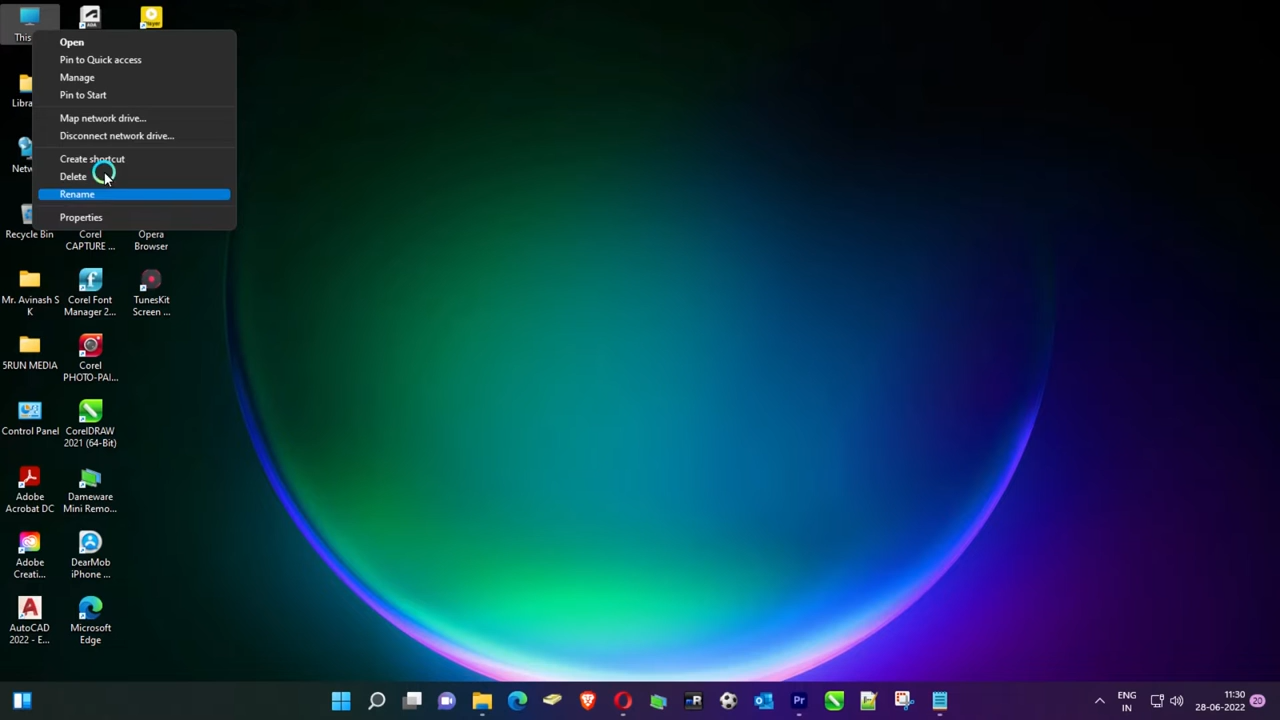 This
Open
Pin to Quick access
Manage
Pin to Start
Map network drive...
Disconnect network drive...
Create shortcut
Delete
Rename
Properties
Recycle Bin
Corel
CAPTURE ...
Opera
Browser
Mr. Avinash S
K
Corel Font
Manager 2...
TunesKit
Screen ...
5RUN MEDIA
Corel
PHOTO-PAI...
Control Panel
CorelDRAW
2021 (64-Bit)
Adobe
Acrobat DC
Dameware
Mini Remo...
Adobe
Creati...
DearMob
iPhone ...
AutoCAD
2022 - E...
Microsoft
Edge
ENG
IN
11:30
28-06-2022
20